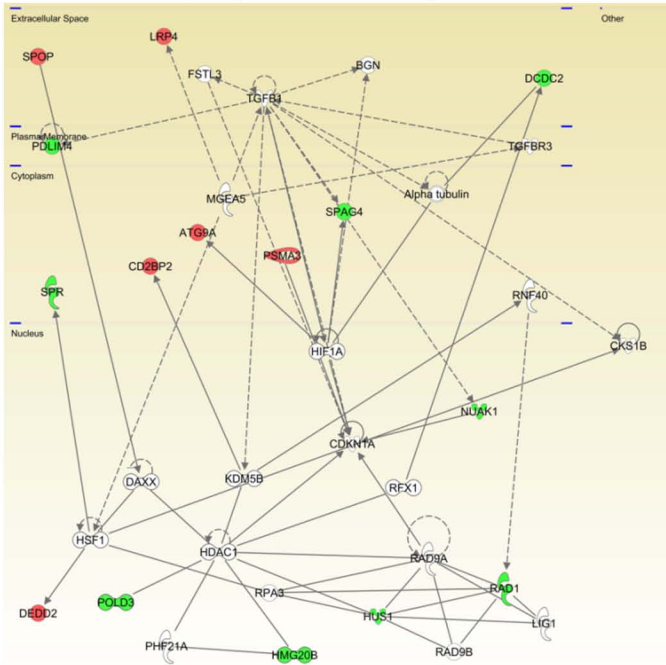 Extracellular Space
Other
LRP4
SPOP
FSTL3
BGN
DCDC2
TGFB1
Plasma Membrane
PDLIM4
TGFBR3
Cytoplasm
MGEA5
Alpha tubulin
SPAG4
ATG9A
PSMA3
CD2BP2
SPR
RNF40
Nucleus
HIF1A
CKS1B
NUAK1
CDKN1A
DAXX
KDM5B
RFX1
HSF1
HDAC1
RAD9A
RPA3
RAD1
POLD3
DEDD2
HUS1
LIG1
PHF21A
HMG20B
RAD9B